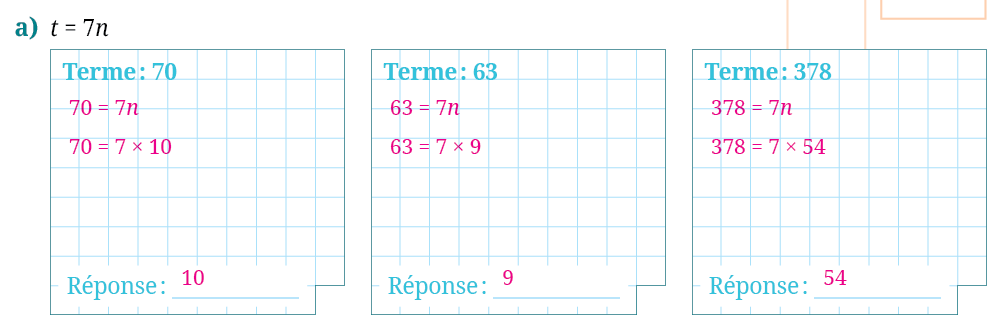 a) t = 7n
Terme : 70
70 = 7n
70 = 7 × 10
Réponse : 10
Terme : 63
63 = 7n
63 = 7 × 9
Réponse : 9
Terme : 378
378 = 7n
378 = 7 × 54
Réponse : 54